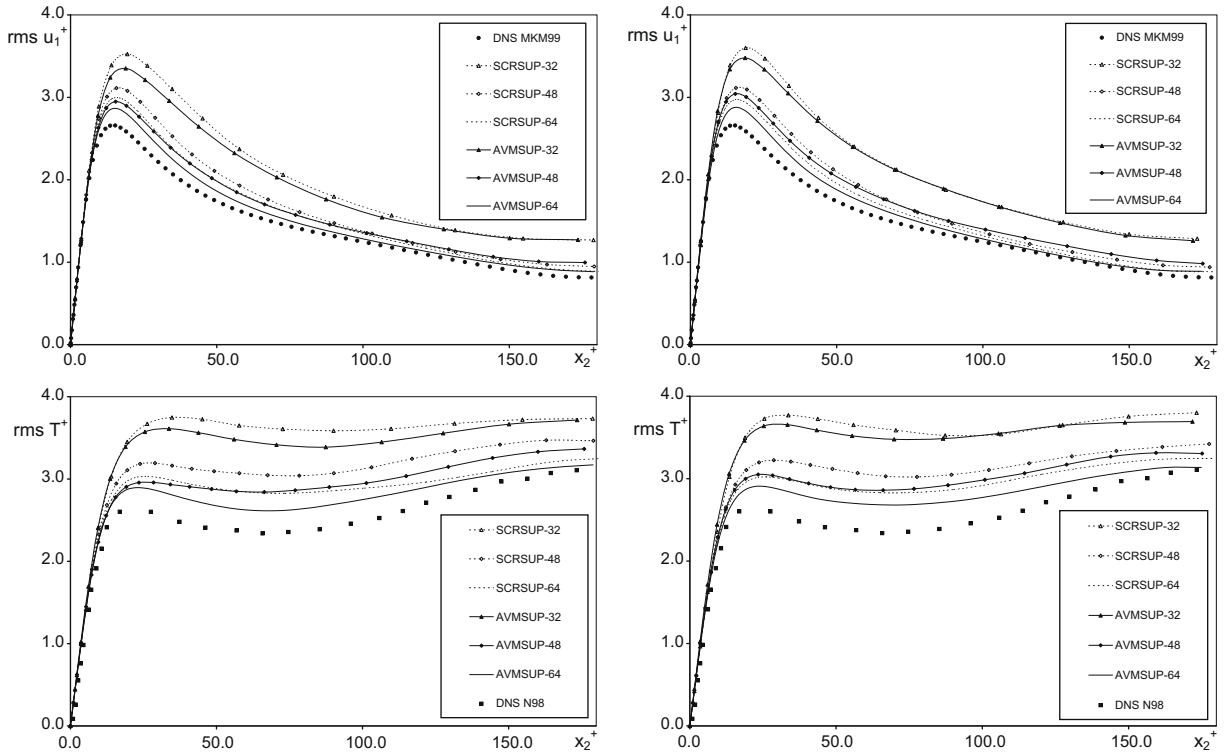 4.0
rms u1+
3.0
2.0
1.0
0.0
0.0 50.0 100.0 150.0 x2+
DNS MKM99
SCRSUP-32
SCRSUP-48
SCRSUP-64
AVMSUP-32
AVMSUP-48
AVMSUP-64
4.0
rms u1+
3.0
2.0
1.0
0.0
0.0 50.0 100.0 150.0 x2+
DNS MKM99
SCRSUP-32
SCRSUP-48
SCRSUP-64
AVMSUP-32
AVMSUP-48
AVMSUP-64
4.0
rms T+
3.0
2.0
1.0
0.0
0.0 50.0 100.0 150.0 x2+
SCRSUP-32
SCRSUP-48
SCRSUP-64
AVMSUP-32
AVMSUP-48
AVMSUP-64
DNS N98
4.0
rms T+
3.0
2.0
1.0
0.0
0.0 50.0 100.0 150.0 x2+
SCRSUP-32
SCRSUP-48
SCRSUP-64
AVMSUP-32
AVMSUP-48
AVMSUP-64
DNS N98